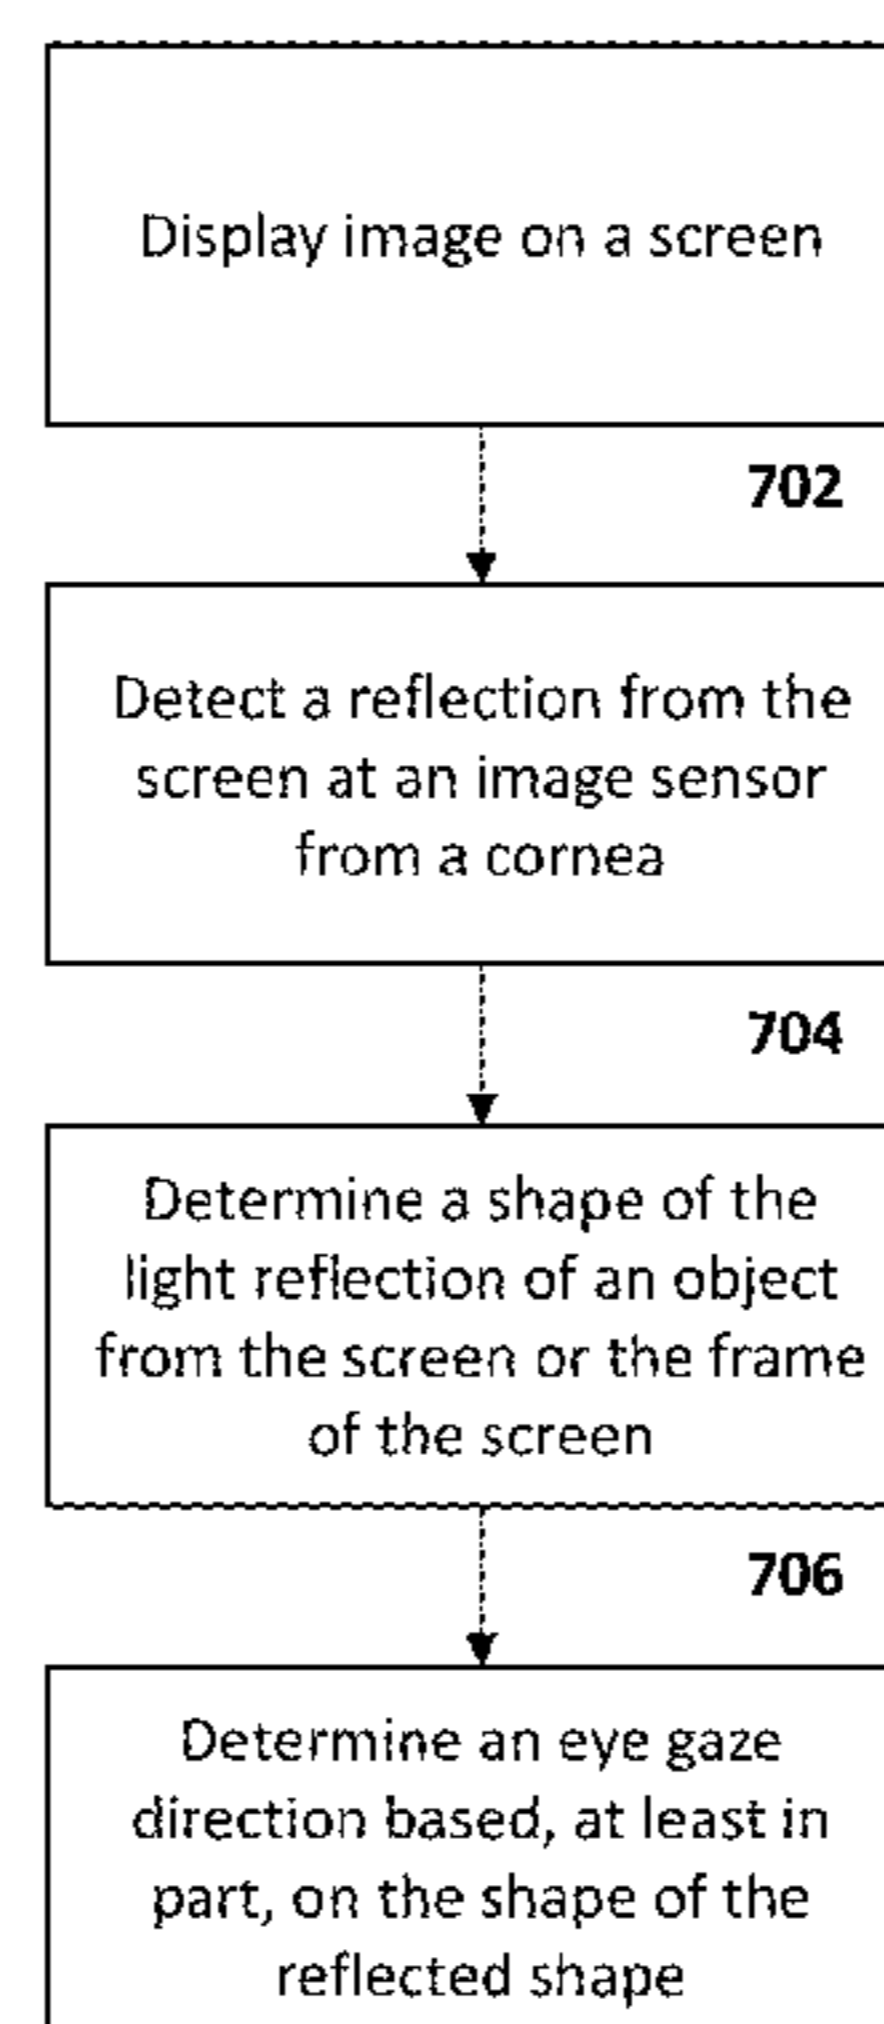 Display image on a screen
702
Detect a reflection from the
screen at an image sensor
from a cornea
704
Determine a shape of the
light reflection of an object
from the screen or the frame
of the screen
706
Determine an eye gaze
direction based, at least in
part, on the shape of the
reflected shape